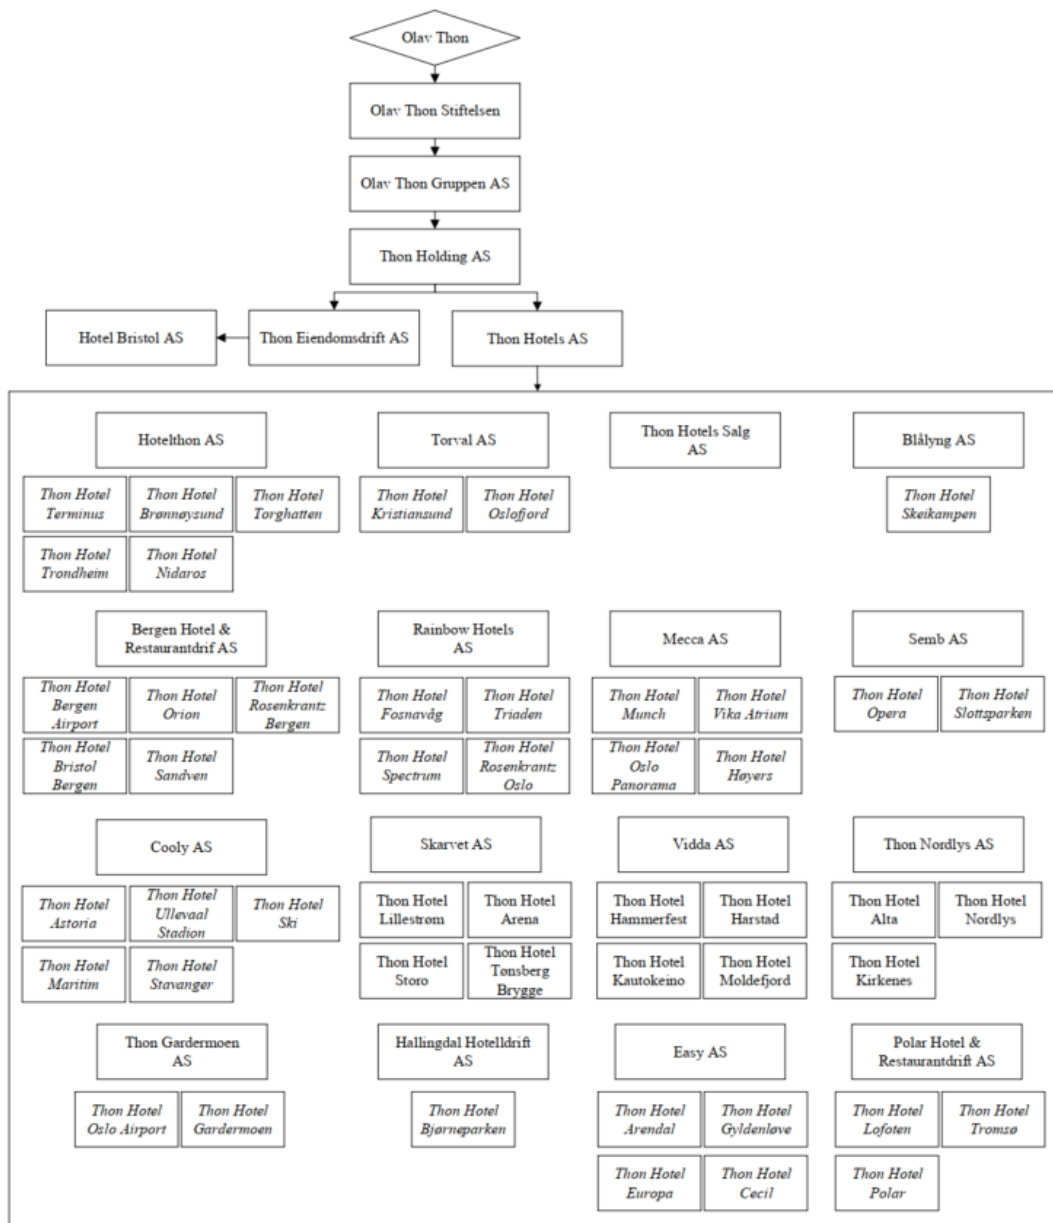 Olav Thon
Olav Thon Stiftelsen
Olav Thon Gruppen AS
Thon Holding AS
Hotel Bristol AS
Thon Eiendomsdrift AS
Thon Hotels AS
Hotelthon AS
Thon Hotel
Terminus
Thon Hotel
Brønnøysund
Thon Hotel
Torghatten
Thon Hotel
Trondheim
Thon Hotel
Nidaros
Torval AS
Thon Hotel
Kristiansund
Thon Hotel
Oslofjord
Thon Hotels Salg
AS
Blålyng AS
Thon Hotel
Skeikampen
Bergen Hotel &
Restaurantdrif AS
Thon Hotel
Bergen
Airport
Thon Hotel
Orion
Thon Hotel
Rosenkrantz
Bergen
Thon Hotel
Bristol
Bergen
Thon Hotel
Sandven
Rainbow Hotels
AS
Thon Hotel
Fosnavåg
Thon Hotel
Triaden
Thon Hotel
Spectrum
Thon Hotel
Rosenkrantz
Oslo
Mecca AS
Thon Hotel
Munch
Thon Hotel
Vika Atrium
Thon Hotel
Oslo
Panorama
Thon Hotel
Høyers
Semb AS
Thon Hotel
Opera
Thon Hotel
Slottsparken
Cooly AS
Thon Hotel
Astoria
Thon Hotel
Ullevaal
Stadion
Thon Hotel
Ski
Thon Hotel
Maritim
Thon Hotel
Stavanger
Skarvet AS
Thon Hotel
Lillestrøm
Thon Hotel
Arena
Thon Hotel
Storo
Thon Hotel
Tønsberg
Brygge
Vidda AS
Thon Hotel
Hammerfest
Thon Hotel
Harstad
Thon Hotel
Kautokeino
Thon Hotel
Moldefjord
Thon Nordlys AS
Thon Hotel
Alta
Thon Hotel
Nordlys
Thon Hotel
Kirkenes
Thon Gardermoen
AS
Thon Hotel
Oslo Airport
Thon Hotel
Gardermoen
Hallingdal Hotelldrift
AS
Thon Hotel
Bjørneparken
Easy AS
Thon Hotel
Arendal
Thon Hotel
Gyldenløve
Thon Hotel
Europa
Thon Hotel
Cecil
Polar Hotel &
Restaurantdrift AS
Thon Hotel
Lofoten
Thon Hotel
Tromsø
Thon Hotel
Polar